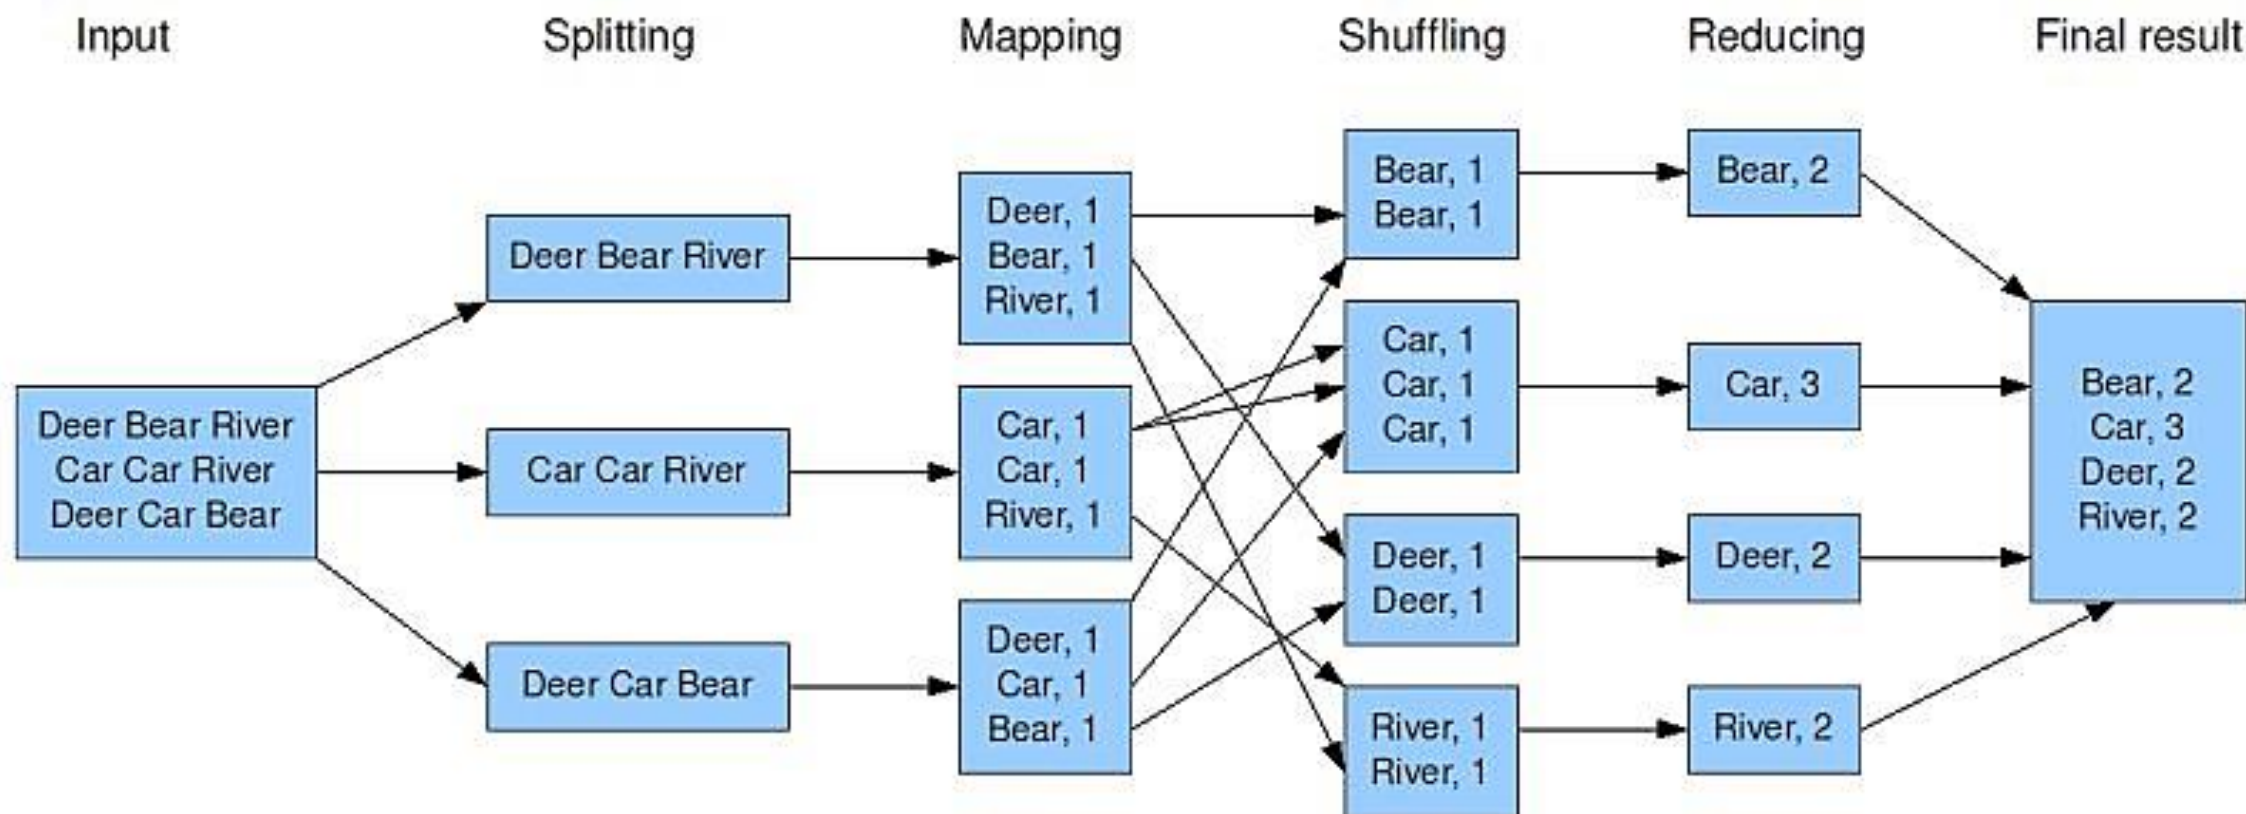 Input
Splitting
Mapping
Shuffling
Reducing
Final result
Deer Bear River
Car Car River
Deer Car Bear
Deer Bear River
Car Car River
Deer Car Bear
Deer, 1
Bear, 1
River, 1
Car, 1
Car, 1
River, 1
Deer, 1
Car, 1
Bear, 1
Bear, 1
Bear, 1
Car, 1
Car, 1
Car, 1
Deer, 1
Deer, 1
River, 1
River, 1
Bear, 2
Car, 3
Deer, 2
River, 2
Bear, 2
Car, 3
Deer, 2
River, 2